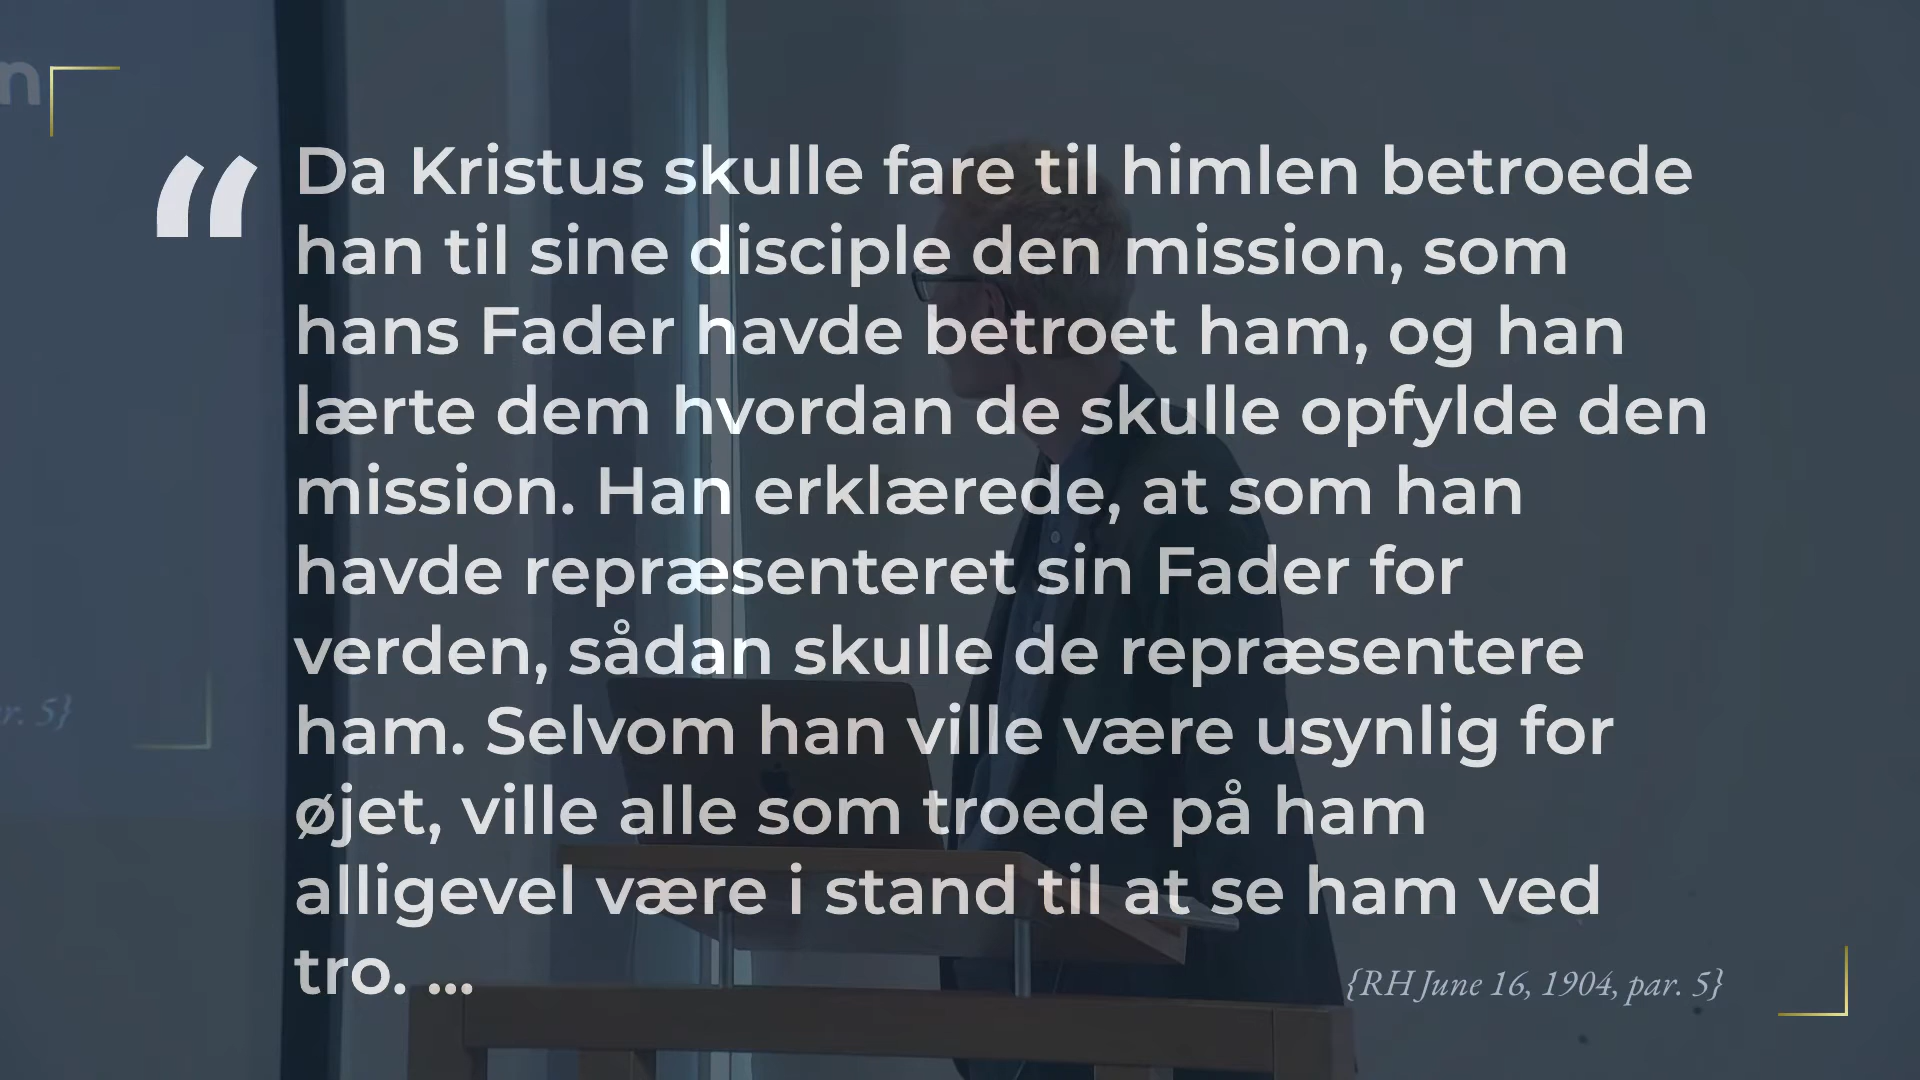 “Da Kristus skulle fare til himlen betroede
han til sine disciple den mission, som
hans Fader havde betroet ham, og han
lærte dem hvordan de skulle opfylde den
mission. Han erklærede, at som han
havde repræsenteret sin Fader for
verden, sådan skulle de repræsentere
ham. Selvom han ville være usynlig for
øjet, ville alle som troede på ham
alligevel være i stand til at se ham ved
tro. ...
{RH June 16, 1904, par. 5}